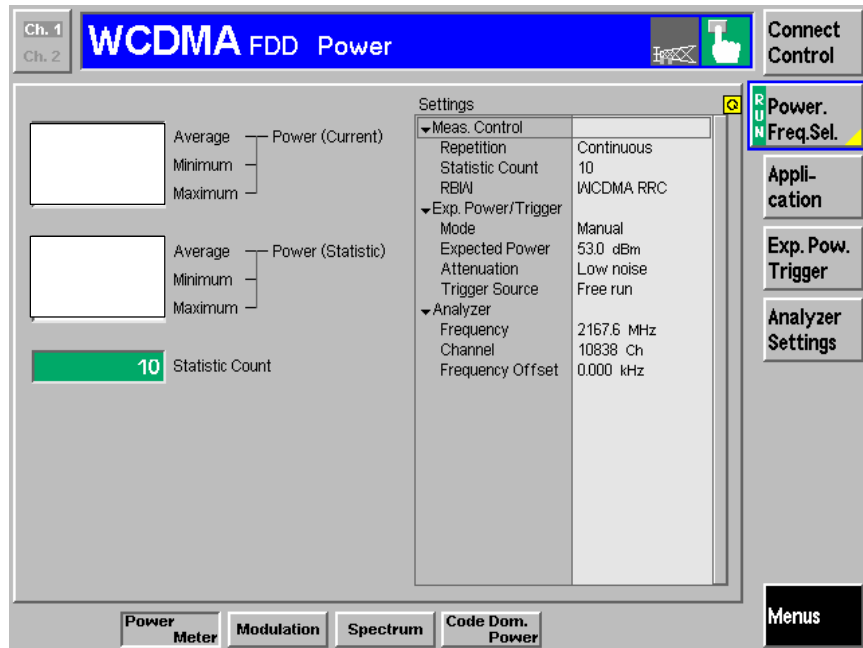 Ch. 1
Ch. 2
WCDMA FDD Power
Connect
Control
Settings
Average Power (Current)
Minimum
Maximum
Average Power (Statistic)
Minimum
Maximum
10 Statistic Count
Meas. Control
Repetition Continuous
Statistic Count 10
RBW WCDMA RRC
Exp. Power/Trigger
Mode Manual
Expected Power 53.0 dBm
Attenuation Low noise
Trigger Source Free run
Analyzer
Frequency 2167.6 MHz
Channel 10838 Ch
Frequency Offset 0.000 kHz
RUN
Power.
Freq.Sel.
Appli-
cation
Exp. Pow.
Trigger
Analyzer
Settings
Menus
Power
Meter
Modulation
Spectrum
Code Dom.
Power